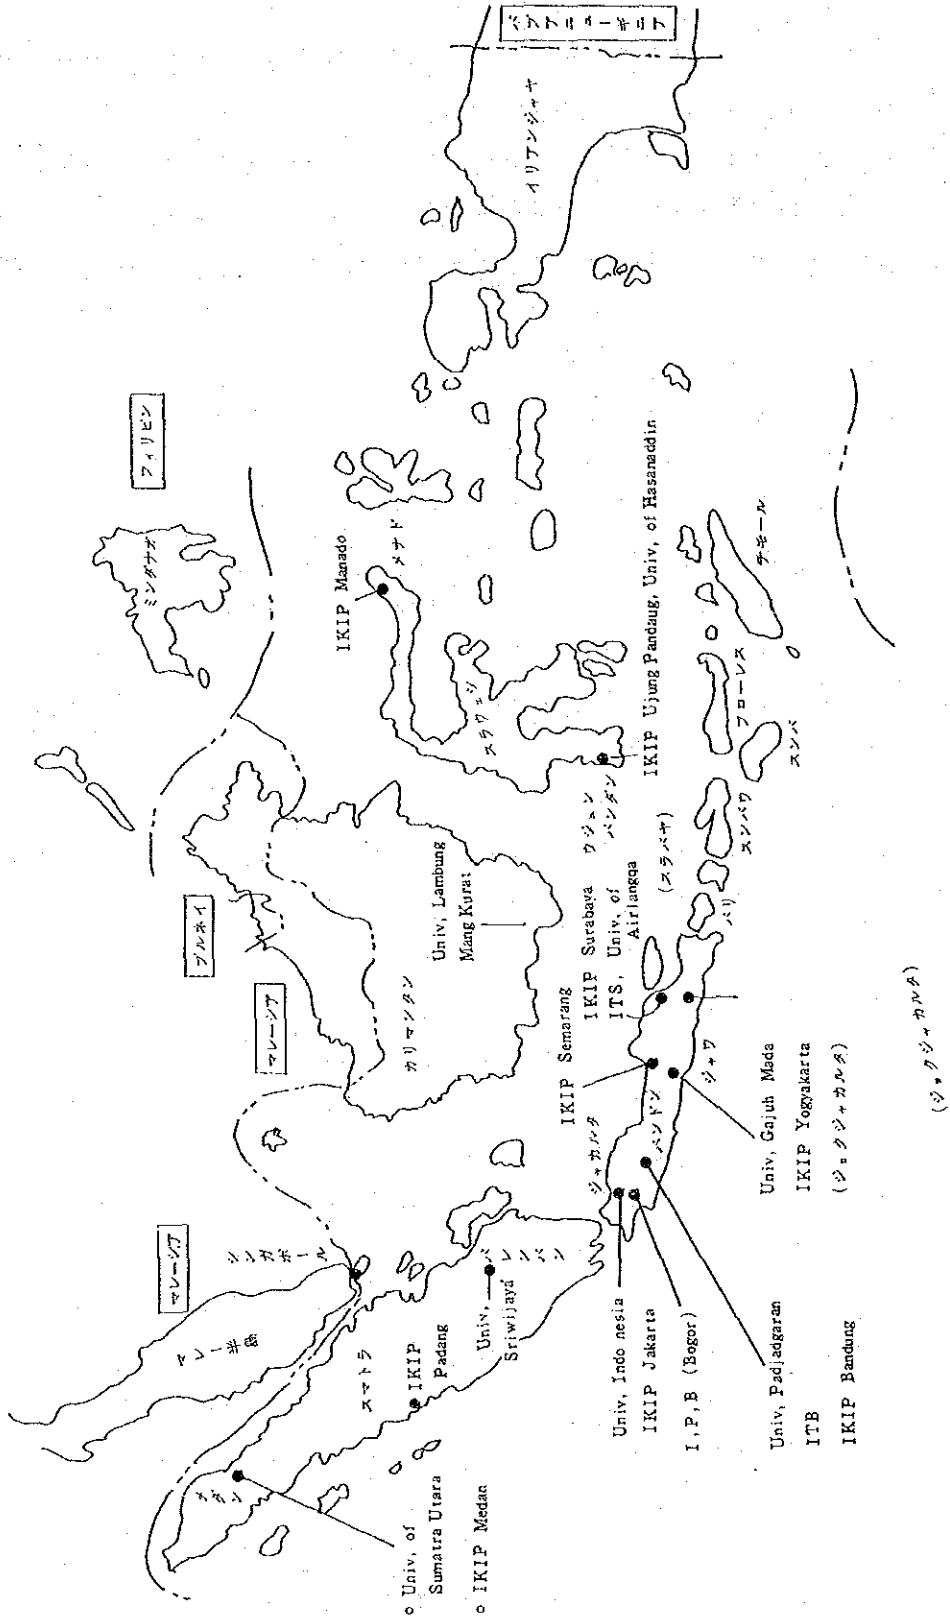 パプアニューギニア
イリアンジャヤ
フィリピン
ミンダナオ
IKIP Manado
メナド
スラウェシ
ブルネイ
マレーシア
カリマンタン
Univ, Lambung
Mang Kurat
ウジュン
パンダン
IKIP Ujung Pandaug, Univ, of Hasanaddin
チモール
フローレス
スンバ
スンバワ
バリ
(スラバヤ)
IKIP Surabaya
ITS, Univ, of
Airlangqa
IKIP Semarang
ジャワ
バンドン
ジャカルタ
Univ, Gajuh Mada
IKIP Yogyakarta
(ジョクジャカルタ)
(ジョクジャカルタ)
マレーシア
シンガポール
マレー半島
スマトラ
IKIP
Padang
パレンバン
Univ,
Sriwijaya
メダン
o Univ, of
Sumatra Utara
o IKIP Medan
Univ, Indo nesia
IKIP Jakarta
I,P,B (Bogor)
Univ, Padjadgaran
ITB
IKIP Bandung